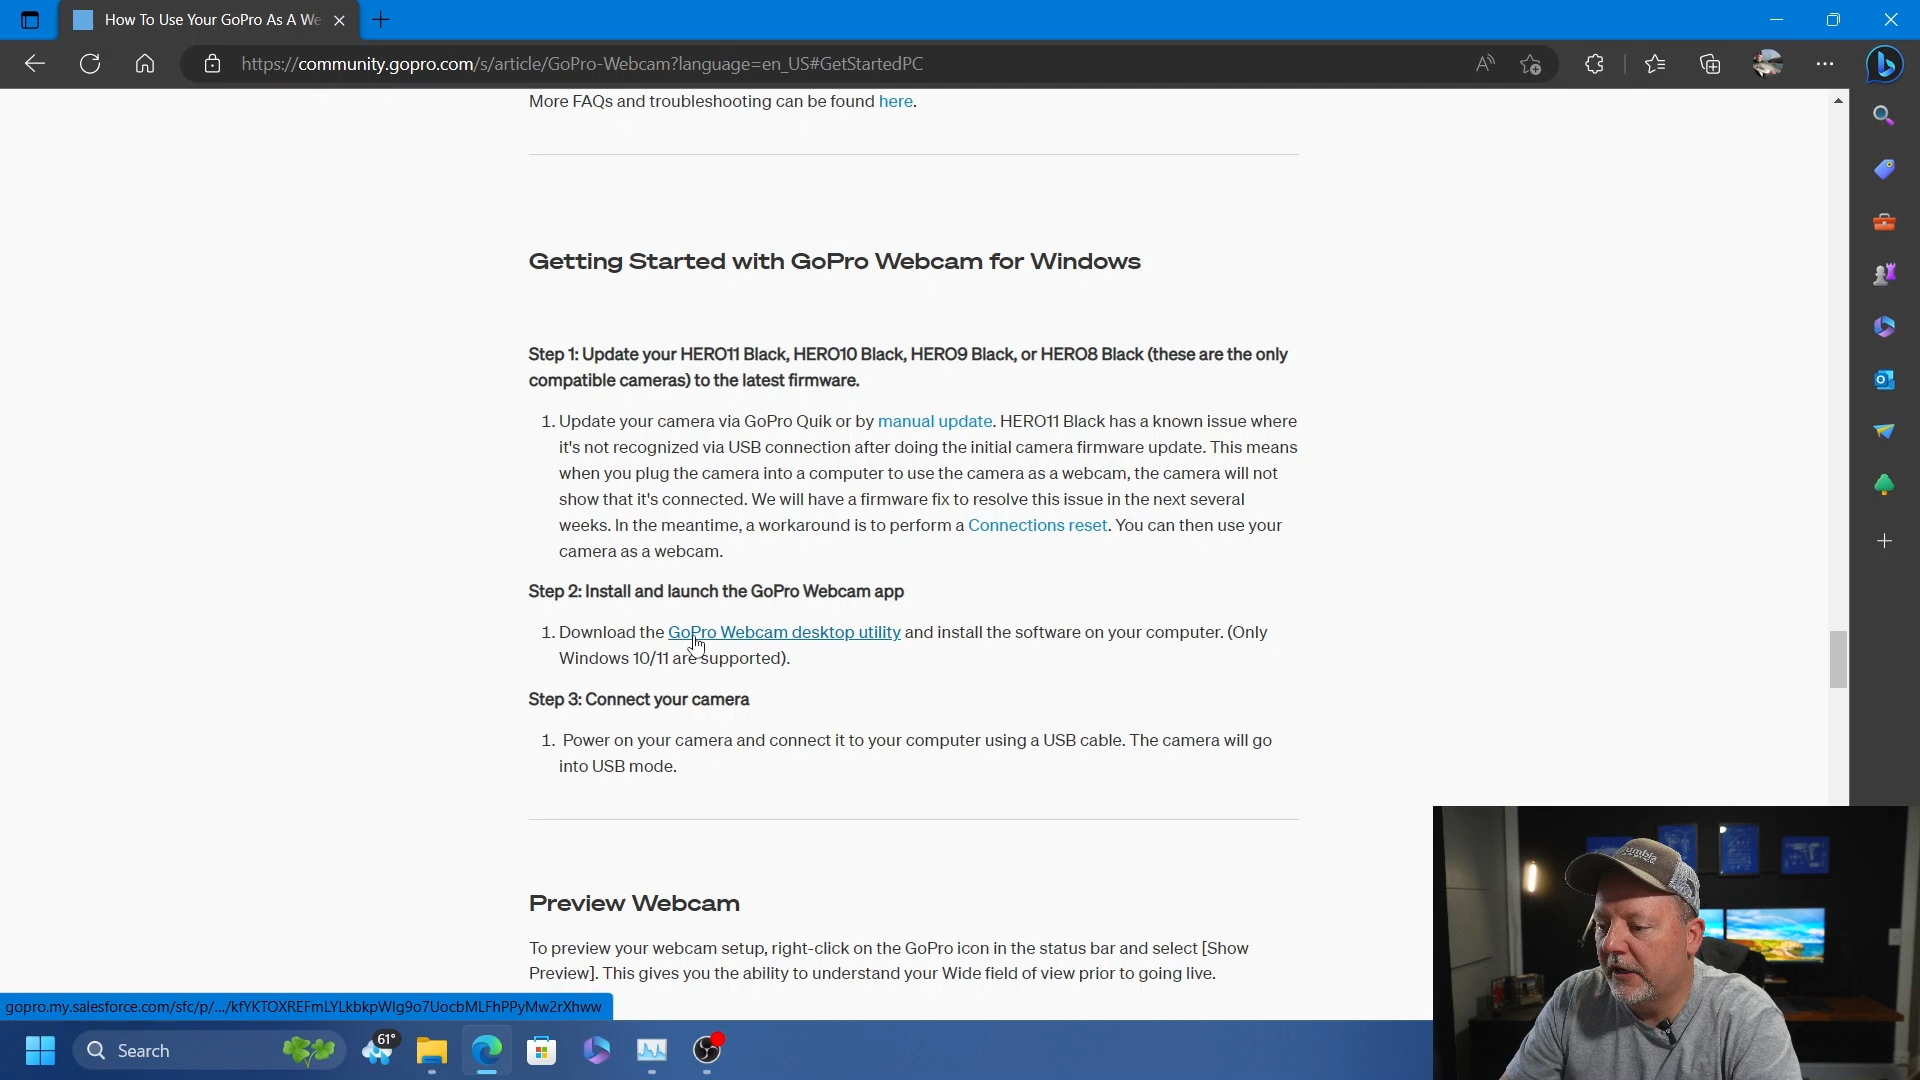 How To Use Your GoPro As A We
https://community.gopro.com/s/article/GoPro-Webcam?language=en_US#GetStartedPC
More FAQs and troubleshooting can be found here.
Getting Started with GoPro Webcam for Windows
Step 1: Update your HERO11 Black, HERO10 Black, HERO9 Black, or HERO8 Black (these are the only
compatible cameras) to the latest firmware.
1. Update your camera via GoPro Quik or by manual update. HERO11 Black has a known issue where
it's not recognized via USB connection after doing the initial camera firmware update. This means
when you plug the camera into a computer to use the camera as a webcam, the camera will not
show that it's connected. We will have a firmware fix to resolve this issue in the next several
weeks. In the meantime, a workaround is to perform a Connections reset. You can then use your
camera as a webcam.
Step 2: Install and launch the GoPro Webcam app
1. Download the GoPro Webcam desktop utility and install the software on your computer. (Only
Windows 10/11 are supported).
Step 3: Connect your camera
1. Power on your camera and connect it to your computer using a USB cable. The camera will go
into USB mode.
Preview Webcam
To preview your webcam setup, right-click on the GoPro icon in the status bar and select [Show
Preview]. This gives you the ability to understand your Wide field of view prior to going live.
gopro.my.salesforce.com/sfc/p/.../kfYKTOXREFmLYLkbkpWIg9o7UocbMLFhPPyMw2rXhww
Search
61°